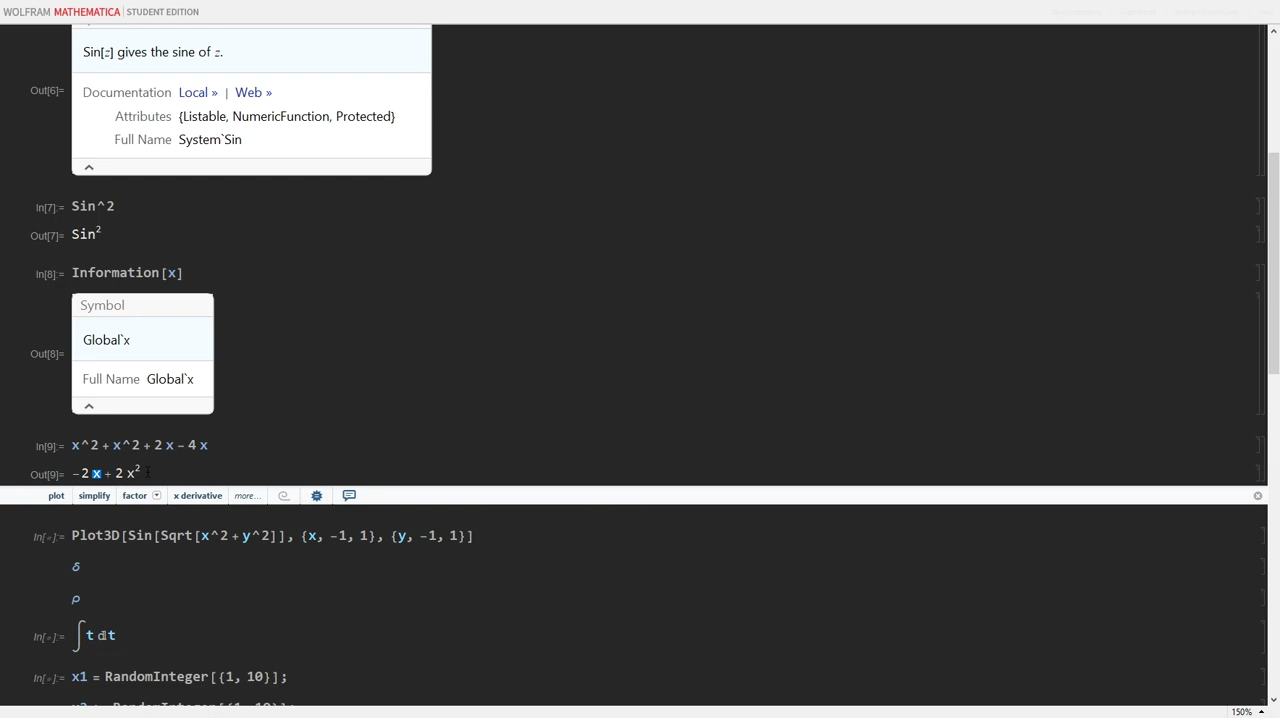 WOLFRAM MATHEMATICA | STUDENT EDITION
Sin[z] gives the sine of z.
Out[6]=
Documentation Local » | Web »
Attributes {Listable, NumericFunction, Protected}
Full Name System`Sin
In[7]:= Sin^2
Out[7]= Sin²
In[8]:= Information[x]
Symbol
Global`x
Out[8]=
Full Name Global`x
In[9]:= x^2 + x^2 + 2 x - 4 x
Out[9]= -2 x + 2 x²
plot simplify factor x derivative more...
In[]:= Plot3D[Sin[Sqrt[x^2 + y^2]], {x, -1, 1}, {y, -1, 1}]
δ
ρ
In[]:= ∫t ⅆt
In[]:= x1 = RandomInteger[{1, 10}];
150%